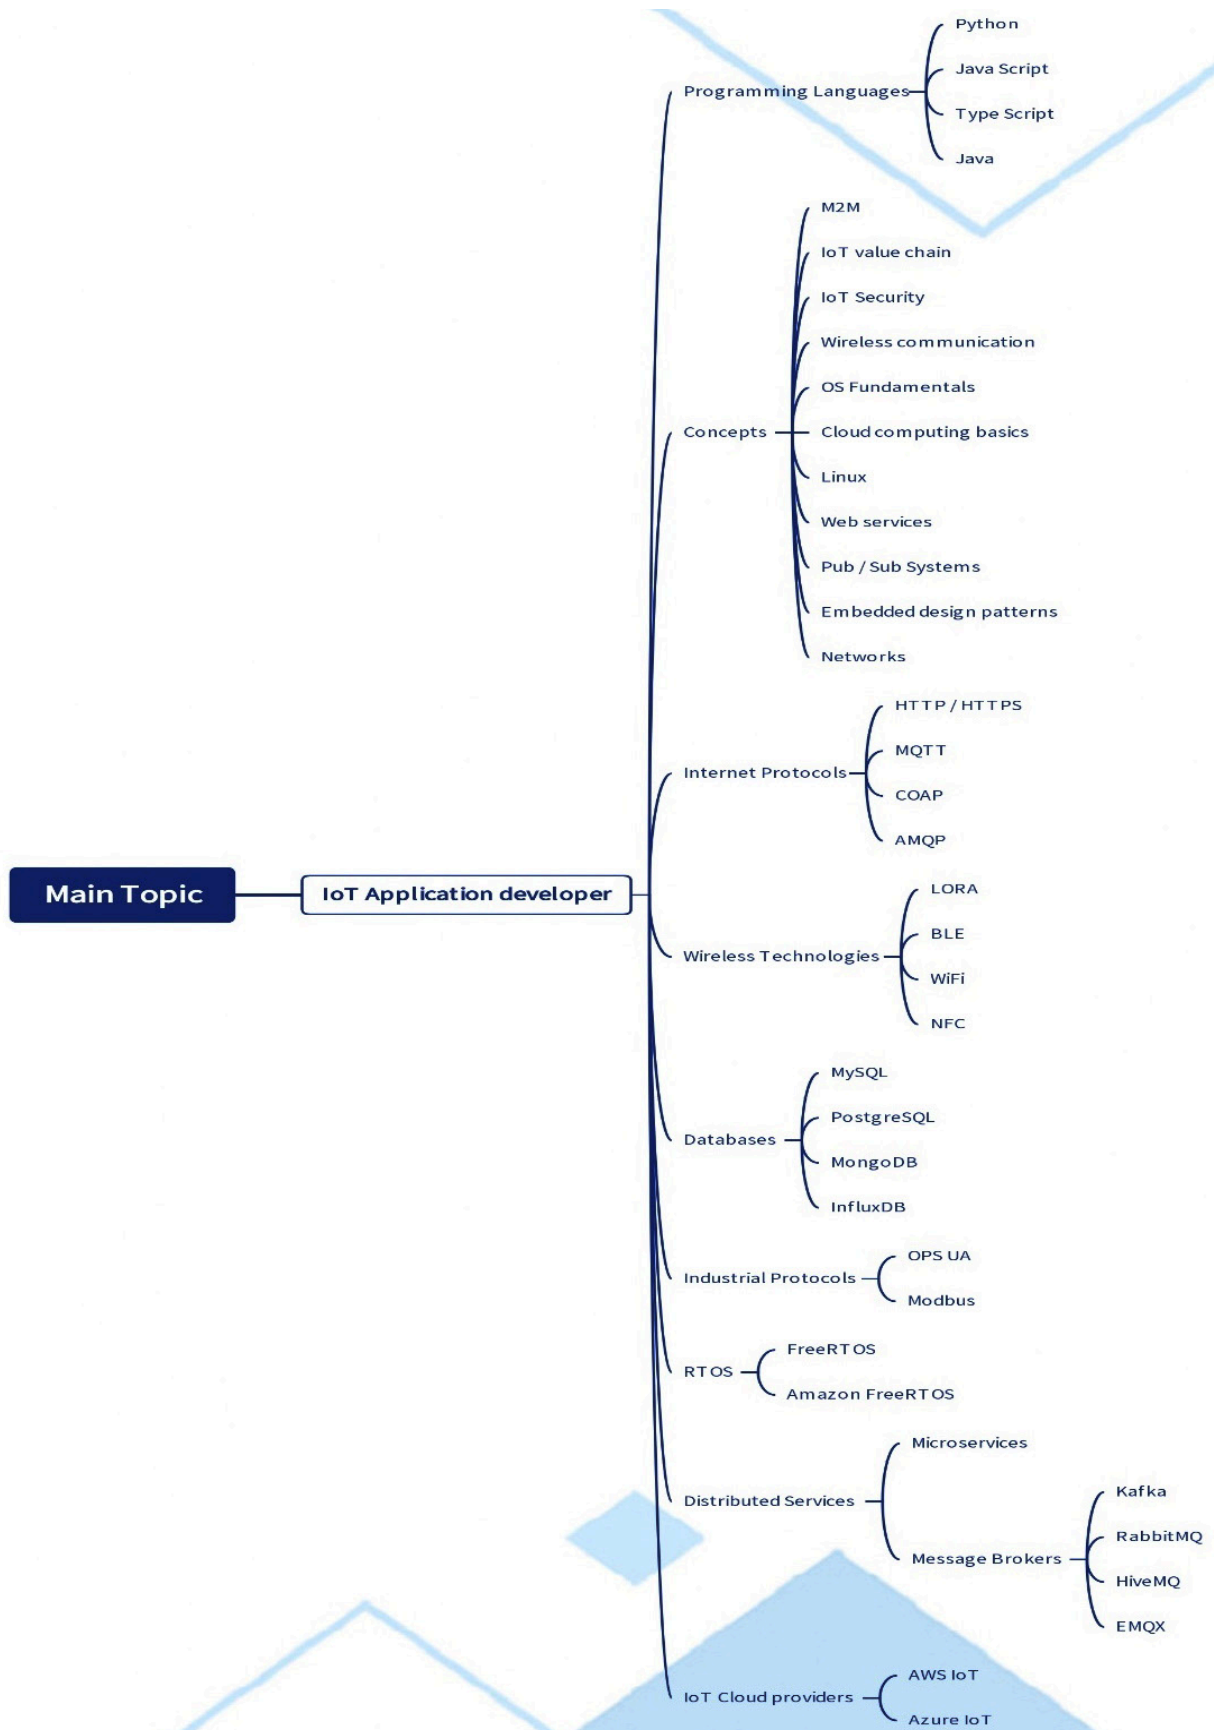 Main Topic
IoT Application developer
Programming Languages
Python
Java Script
Type Script
Java
Concepts
M2M
IoT value chain
IoT Security
Wireless communication
OS Fundamentals
Cloud computing basics
Linux
Web services
Pub / Sub Systems
Embedded design patterns
Networks
Internet Protocols
HTTP / HTTPS
MQTT
COAP
AMQP
Wireless Technologies
LORA
BLE
WiFi
NFC
Databases
MySQL
PostgreSQL
MongoDB
InfluxDB
Industrial Protocols
OPS UA
Modbus
RTOS
FreeRTOS
Amazon FreeRTOS
Distributed Services
Microservices
Message Brokers
Kafka
RabbitMQ
HiveMQ
EMQX
IoT Cloud providers
AWS IoT
Azure IoT